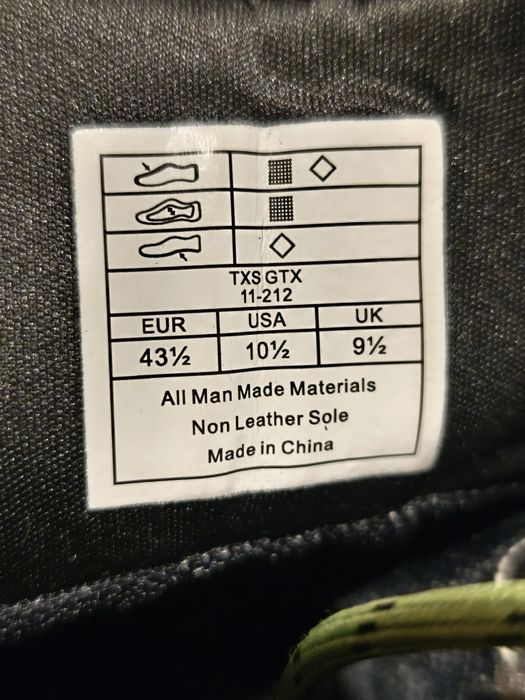 TXS GTX
11-212
EUR USA UK
43½ 10½ 9½
All Man Made Materials
Non Leather Sole
Made in China